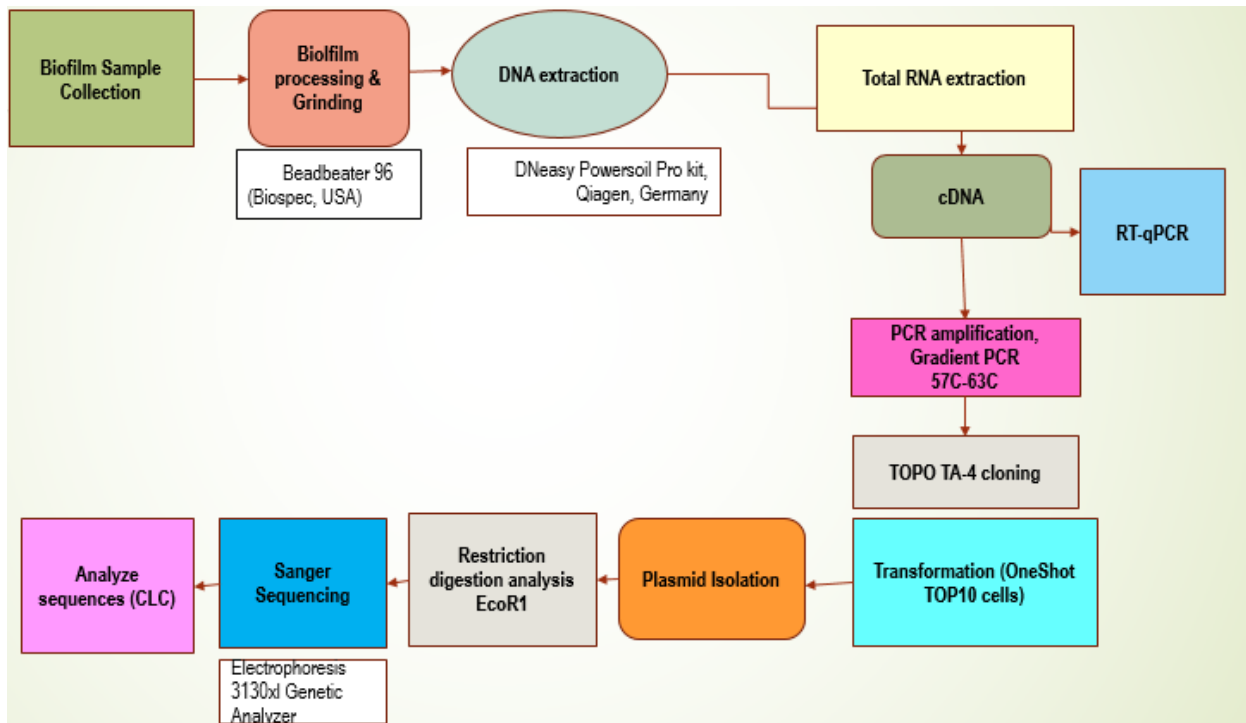 Biofilm Sample
Collection
Biolfilm
processing &
Grinding
Beadbeater 96
(Biospec, USA)
DNA extraction
DNeasy Powersoil Pro kit,
Qiagen, Germany
Total RNA extraction
cDNA
RT-qPCR
PCR amplification,
Gradient PCR
57C-63C
TOPO TA-4 cloning
Transformation (OneShot
TOP10 cells)
Plasmid Isolation
Restriction
digestion analysis
EcoR1
Sanger
Sequencing
Electrophoresis
3130xl Genetic
Analyzer
Analyze
sequences (CLC)